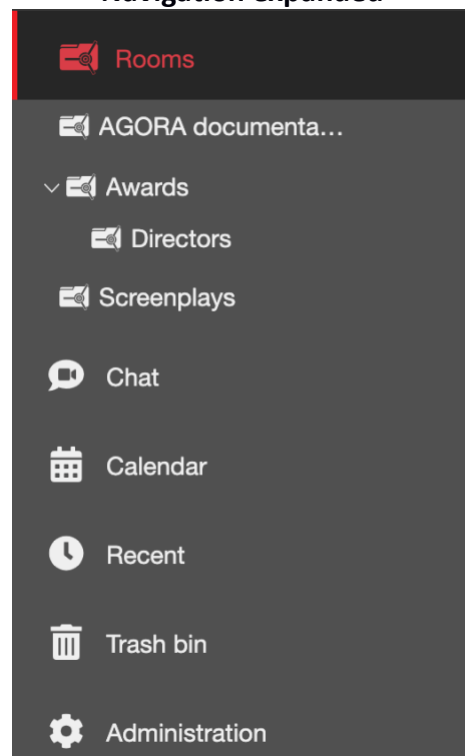 Navigation expanded
Rooms
AGORA documenta...
Awards
Directors
Screenplays
Chat
Calendar
Recent
Trash bin
Administration